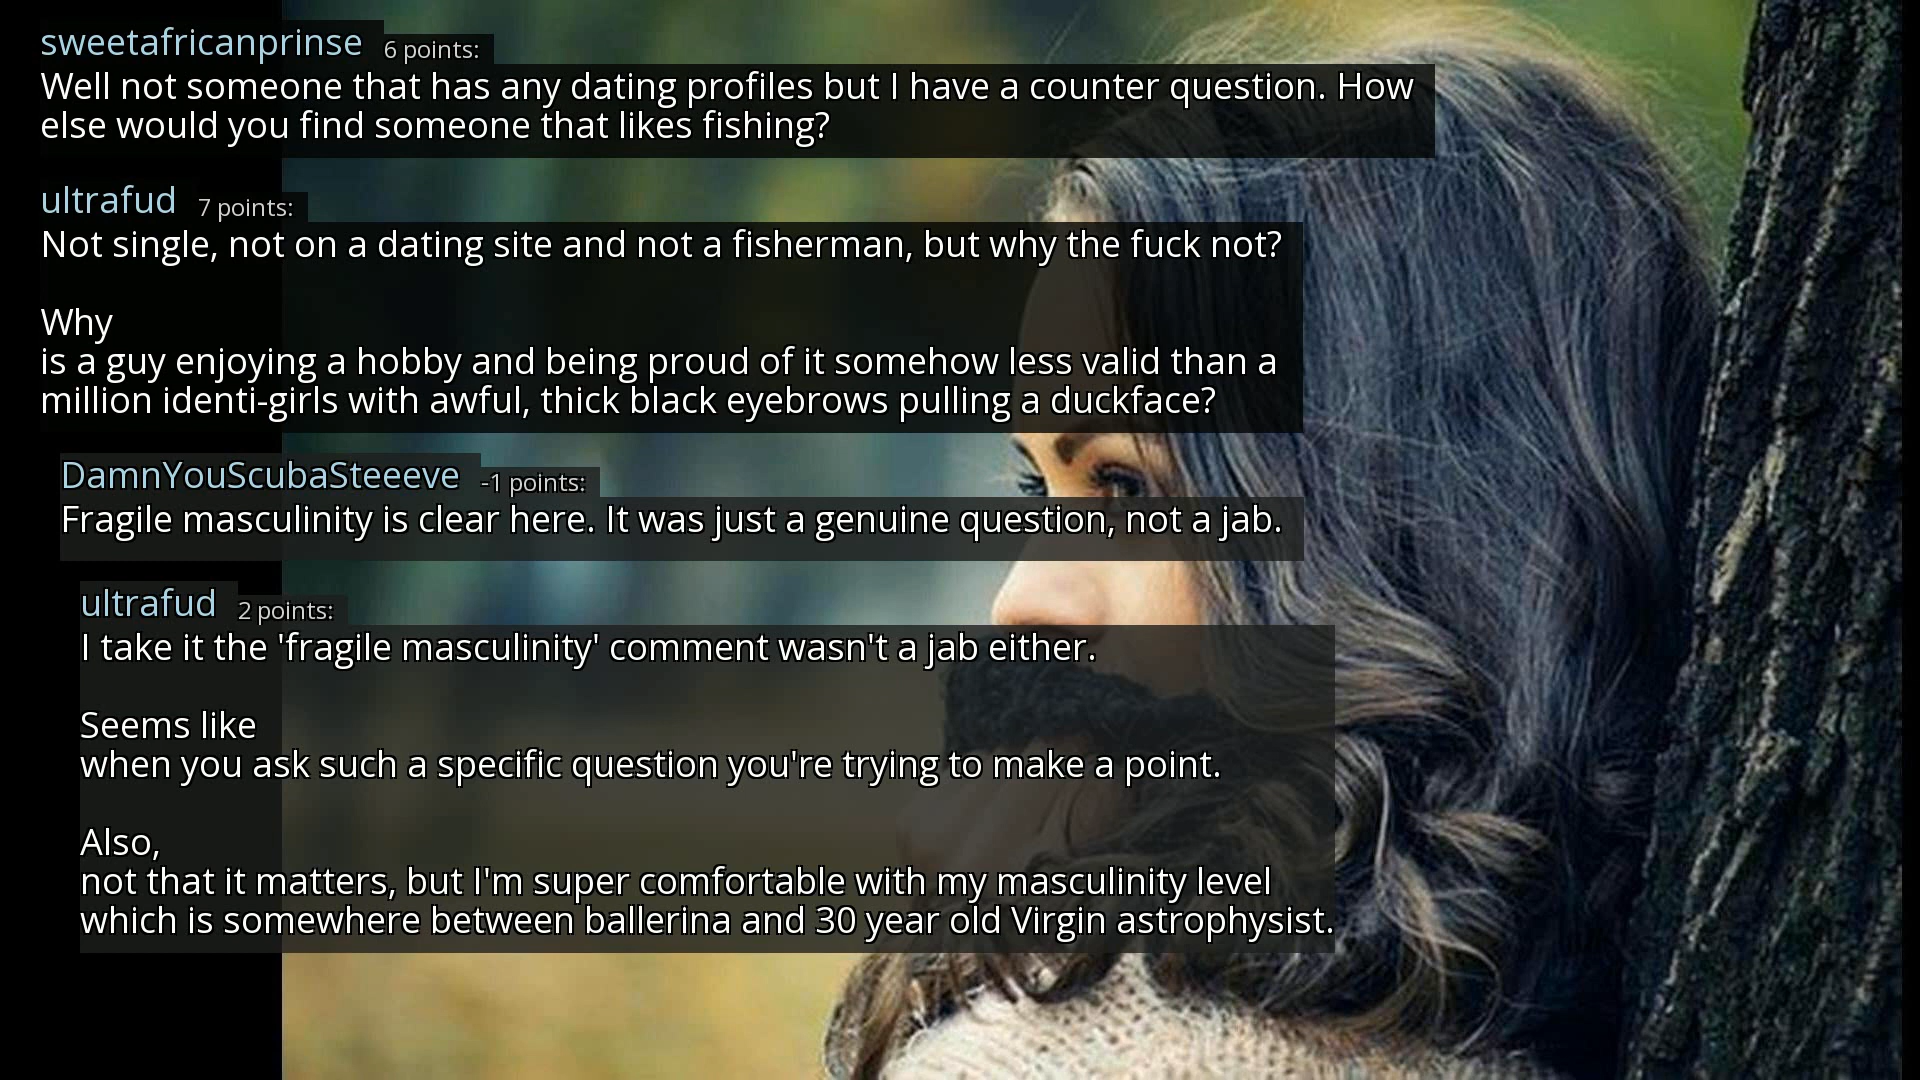 sweetafricanprinse 6 points:
Well not someone that has any dating profiles but I have a counter question. How
else would you find someone that likes fishing?
ultrafud 7 points:
Not single, not on a dating site and not a fisherman, but why the fuck not?
Why
is a guy enjoying a hobby and being proud of it somehow less valid than a
million identi-girls with awful, thick black eyebrows pulling a duckface?
DamnYouScubaSteeeve -1 points:
Fragile masculinity is clear here. It was just a genuine question, not a jab.
ultrafud 2 points:
I take it the 'fragile masculinity' comment wasn't a jab either.
Seems like
when you ask such a specific question you're trying to make a point.
Also,
not that it matters, but I'm super comfortable with my masculinity level
which is somewhere between ballerina and 30 year old Virgin astrophysist.